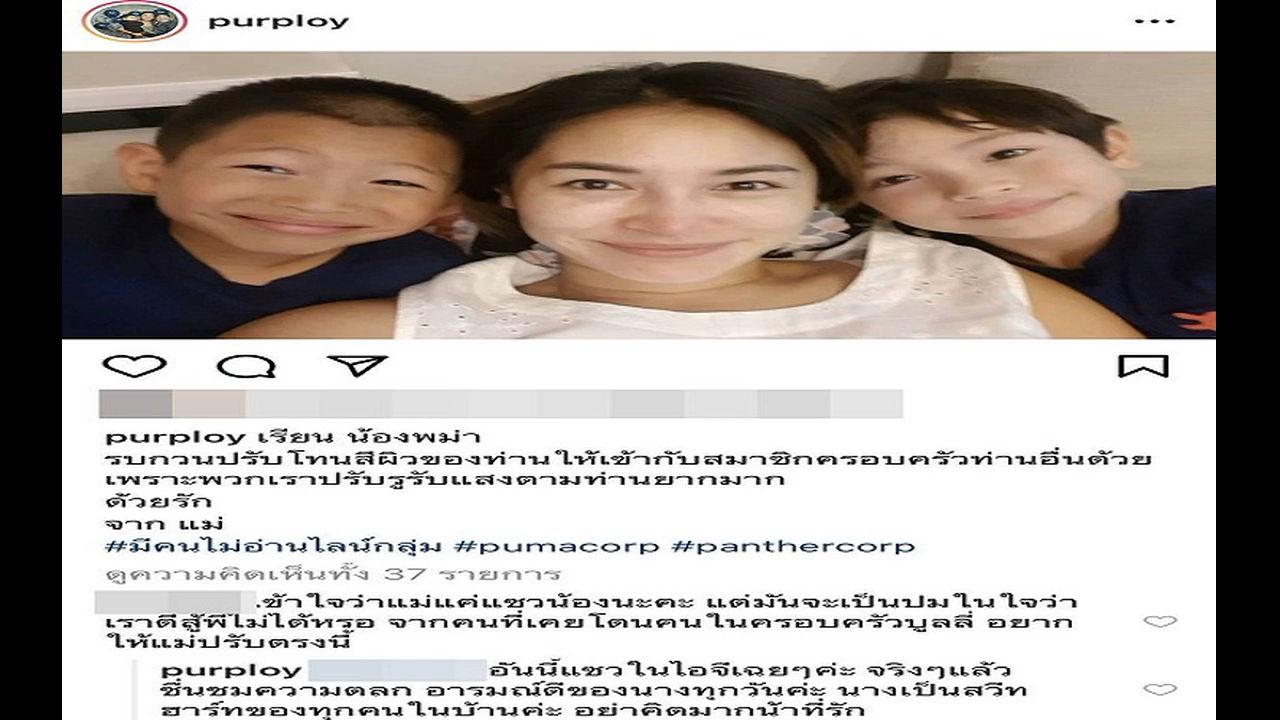 purploy
purploy เรียน น้องพม่า
รบกวนปรับโทนสีผิวของท่านให้เข้ากับสมาชิกครอบครัวท่านอื่นด้วย
เพราะพวกเราปรับรูรับแสงตามท่านยากมาก
ด้วยรัก
จาก แม่
#มีคนไม่อ่านไลน์กลุ่ม #pumacorp #panthercorp
ดูความคิดเห็นทั้ง 37 รายการ
.เข้าใจว่าแม่แค่แซวน้องนะคะ แต่มันจะเป็นปมในใจว่า
เราดีสู้พี่ไม่ได้หรอ จากคนที่เคยโดนคนในครอบครัวบูลลี่ อยาก
ให้แม่ปรับตรงนี้
purploy อันนี้แซวในไอจีเฉยๆค่ะ จริงๆแล้ว
ชื่นชมความตลก อารมณ์ดีของนางทุกวันค่ะ นางเป็นสวีท
ฮาร์ทของทุกคนในบ้านค่ะ อย่าคิดมากน้าที่รัก